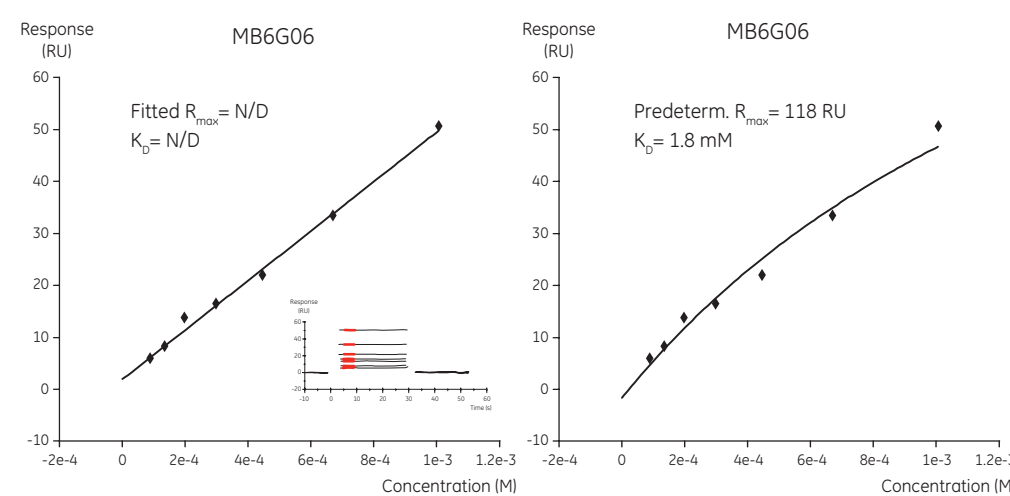 Response
(RU)
MB6G06
60
50
40
30
20
10
0
-10
Fitted Rmax= N/D
KD= N/D
Response
(RU)
60
40
20
0
-20
-10 0 10 20 30 40 50 60
Time (s)
-2e-4 0 2e-4 4e-4 6e-4 8e-4 1e-3 1.2e-3
Concentration (M)
Response
(RU)
MB6G06
60
50
40
30
20
10
0
-10
Predeterm. Rmax= 118 RU
KD= 1.8 mM
-2e-4 0 2e-4 4e-4 6e-4 8e-4 1e-3 1.2e-3
Concentration (M